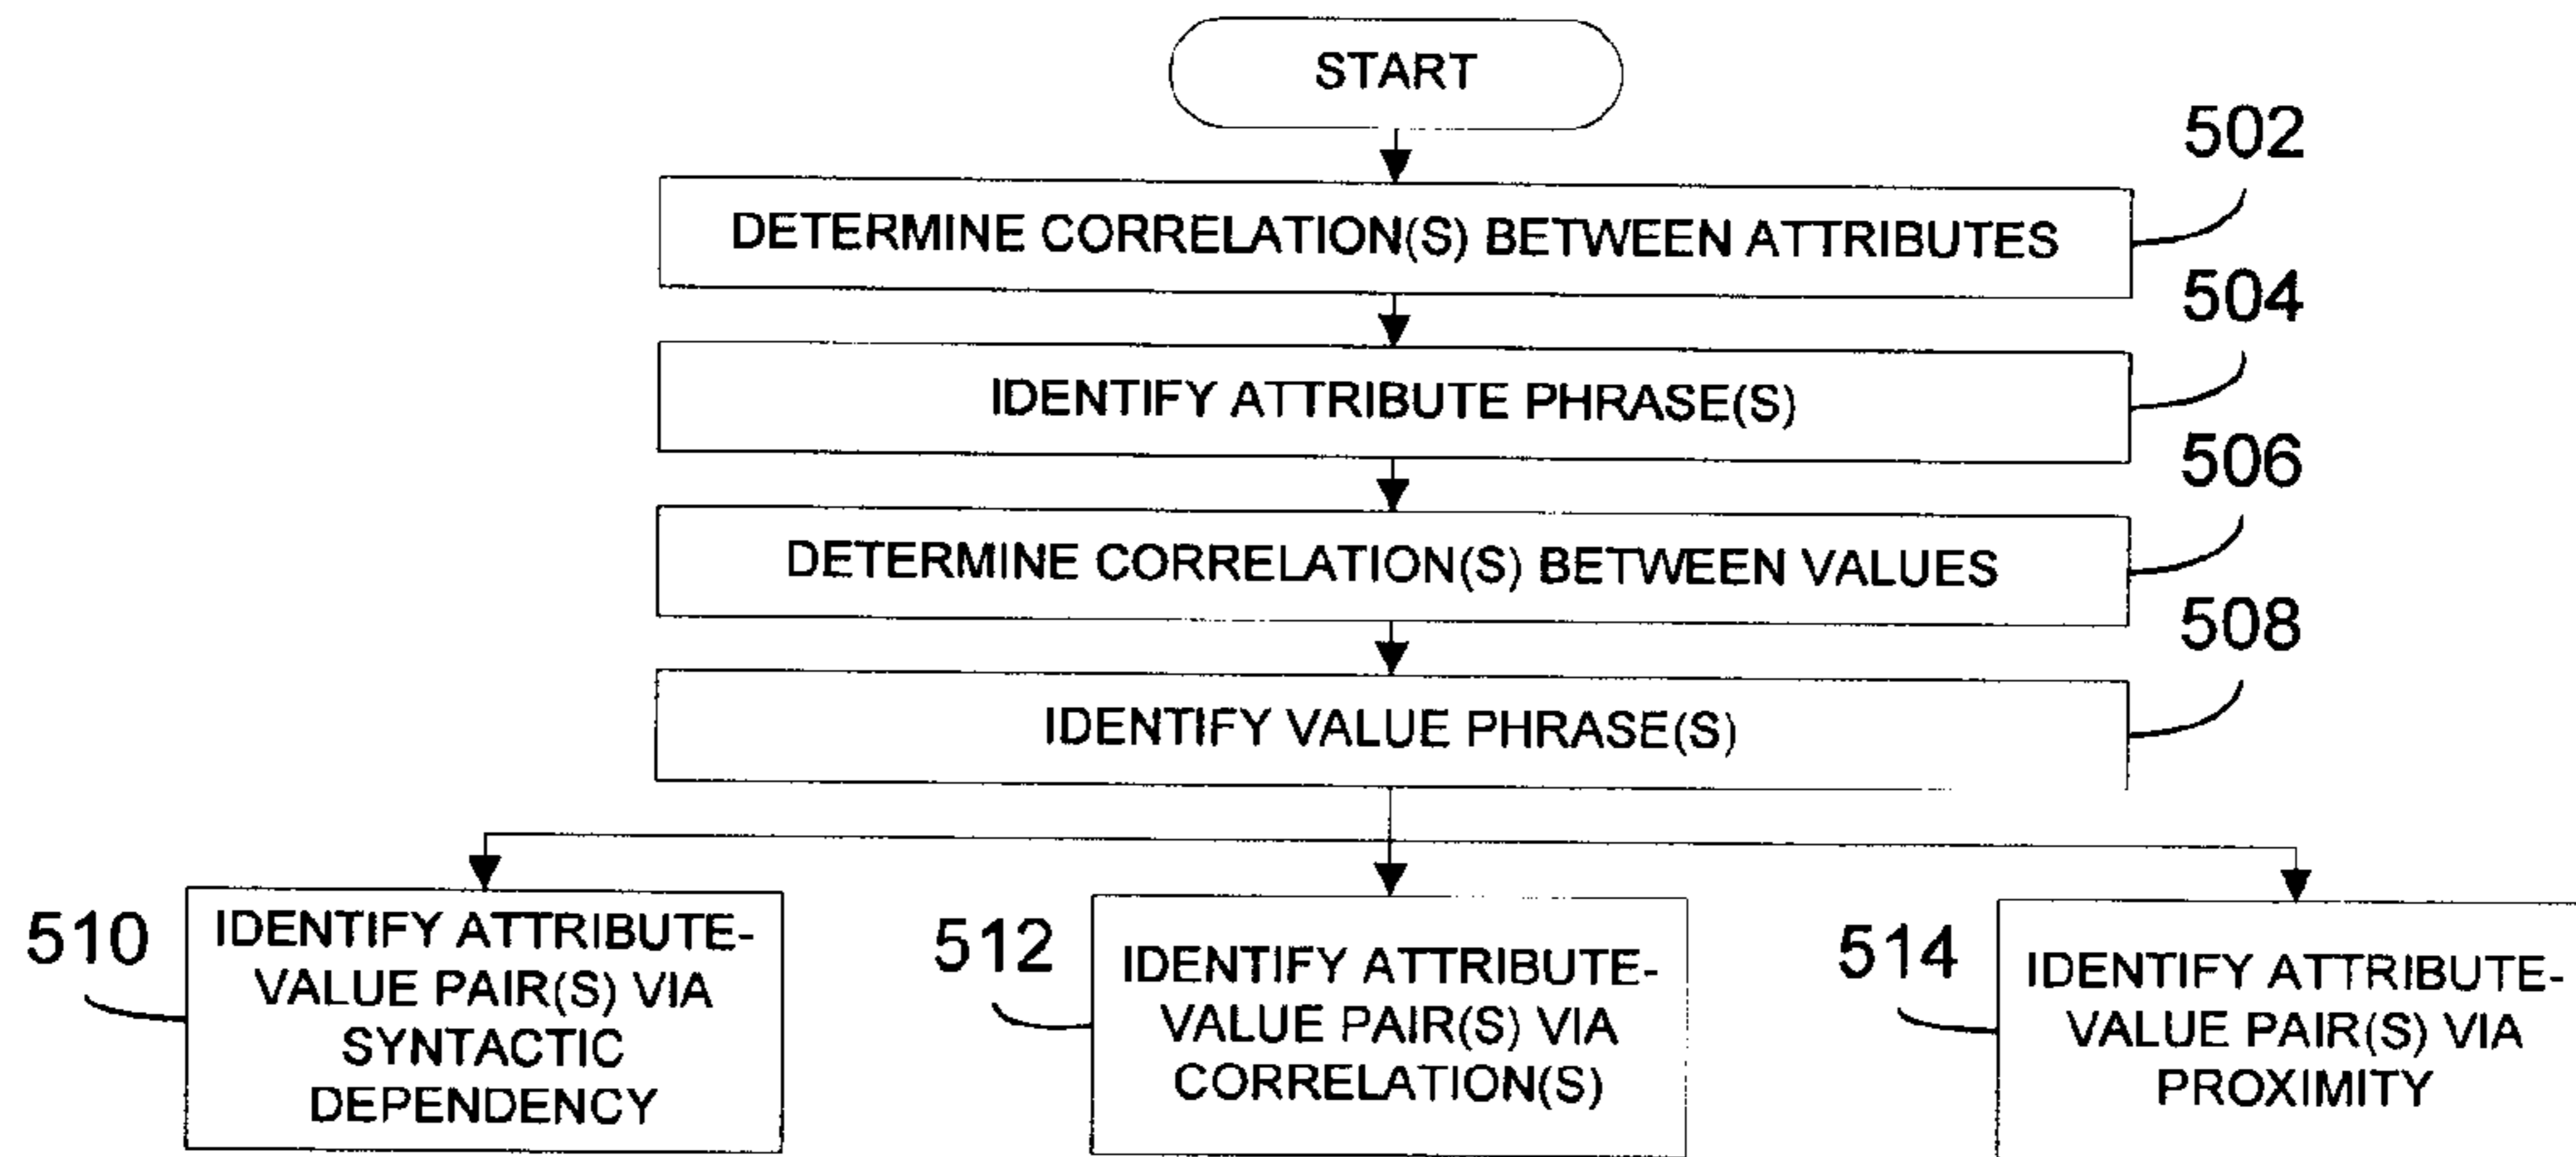 START
502
DETERMINE CORRELATION(S) BETWEEN ATTRIBUTES
504
IDENTIFY ATTRIBUTE PHRASE(S)
506
DETERMINE CORRELATION(S) BETWEEN VALUES
508
IDENTIFY VALUE PHRASE(S)
510
IDENTIFY ATTRIBUTE-
VALUE PAIR(S) VIA
SYNTACTIC
DEPENDENCY
512
IDENTIFY ATTRIBUTE-
VALUE PAIR(S) VIA
CORRELATION(S)
514
IDENTIFY ATTRIBUTE-
VALUE PAIR(S) VIA
PROXIMITY